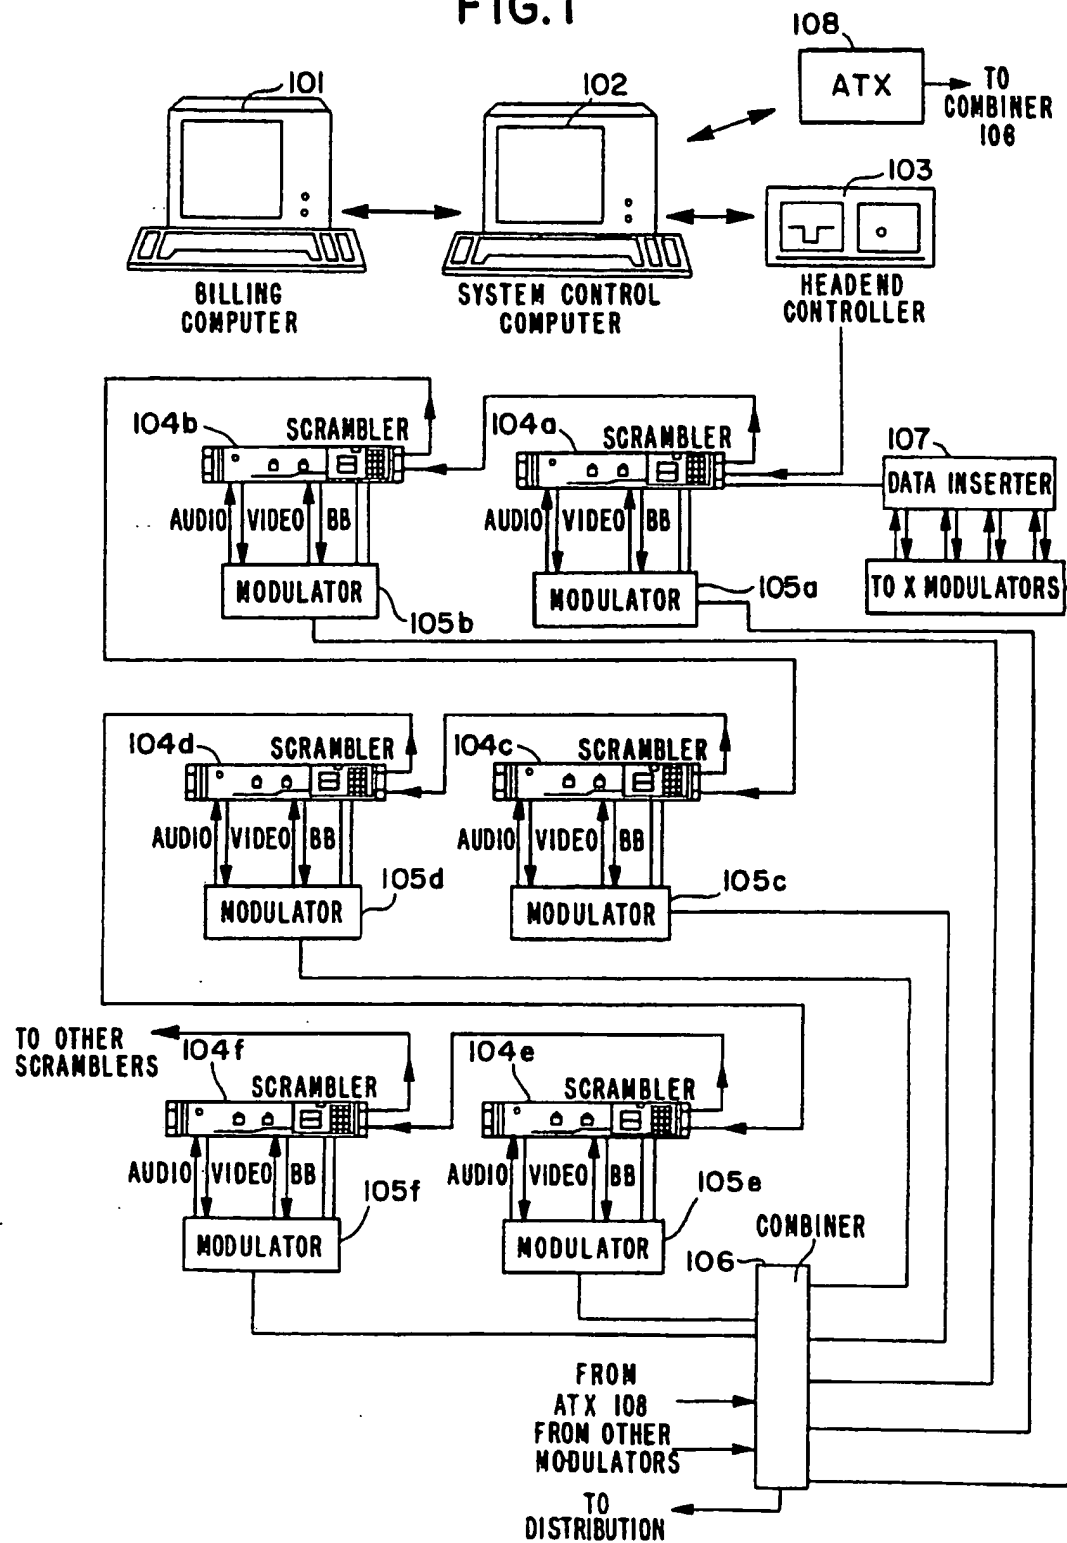 FIG. 1
108
ATX
TO
COMBINER
106
101
102
103
BILLING
COMPUTER
SYSTEM CONTROL
COMPUTER
HEADEND
CONTROLLER
104b
SCRAMBLER
104a
SCRAMBLER
107
DATA INSERTER
AUDIO VIDEO BB
AUDIO VIDEO BB
MODULATOR
105b
MODULATOR
105a
TO X MODULATORS
104d
SCRAMBLER
104c
SCRAMBLER
AUDIO VIDEO BB
AUDIO VIDEO BB
MODULATOR
105d
MODULATOR
105c
TO OTHER
SCRAMBLERS
104f
SCRAMBLER
104e
SCRAMBLER
AUDIO VIDEO BB
AUDIO VIDEO BB
MODULATOR
105f
MODULATOR
105e
COMBINER
106
FROM
ATX 108
FROM OTHER
MODULATORS
TO
DISTRIBUTION